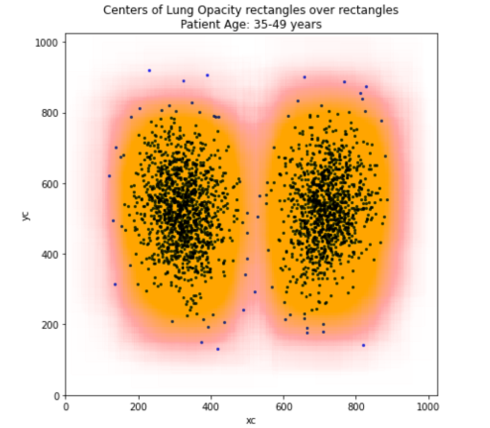 Centers of Lung Opacity rectangles over rectangles
Patient Age: 35-49 years
1000
800
600
yc
400
200
0
0 200 400 600 800 1000
xc